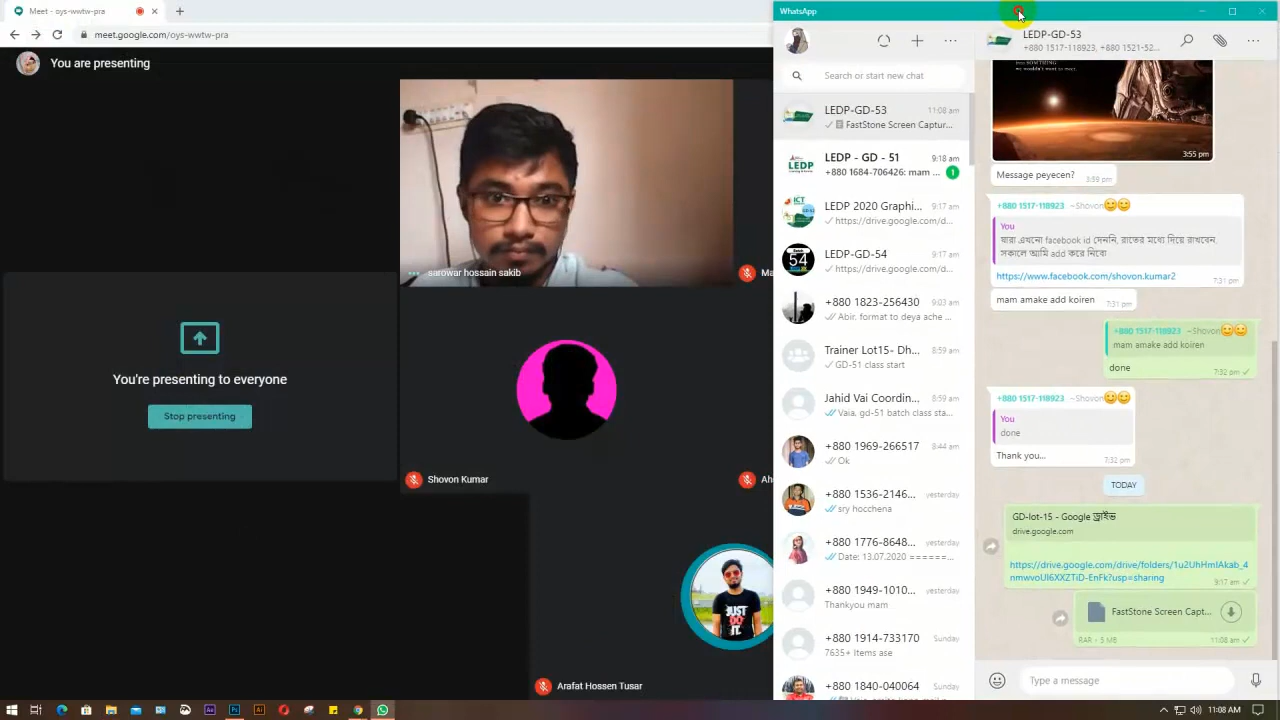 Meet - oys-wwtw-pra
meet.google.com/oys-wwtw-pra
You are presenting
sarowar hossain sakib
Ma
You're presenting to everyone
Stop presenting
Shovon Kumar
Ah
JUST DO IT.
Arafat Hossen Tusar
WhatsApp
Search or start new chat
LEDP-GD-53
11:08 am
FastStone Screen Captur...
LEDP - GD - 51
9:18 am
+880 1684-706426: mam ...
1
LEDP 2020 Graphi...
9:17 am
https://drive.google.com/d...
LEDP-GD-54
9:17 am
https://drive.google.com/d...
+880 1823-256430
9:03 am
Abir. format to deya ache ...
Trainer Lot15- Dh...
8:59 am
GD-51 class start
Jahid Vai Coordin...
8:59 am
Vaia, gd-51 batch class sta...
+880 1969-266517
8:44 am
Ok
+880 1536-2146...
yesterday
sry hocchena
+880 1776-8648...
yesterday
Date: 13.07.2020 ======...
+880 1949-1010...
yesterday
Thankyou mam
+880 1914-733170
Sunday
7635+ Items ase
+880 1840-040064
Sunday
LEDP-GD-53
+880 1517-118923, +880 1521-52...
3:55 pm
Message peyecen?
3:59 pm
+880 1517-118923 ~Shovon😊😊
You
যারা এখনো facebook id দেননি, রাতের মধ্যে দিয়ে রাখবেন.
সকালে আমি add করে নিবো
https://www.facebook.com/shovon.kumar2
7:31 pm
mam amake add koiren
7:31 pm
+880 1517-118923 ~Shovon😊😊
mam amake add koiren
done
7:32 pm
+880 1517-118923 ~Shovon😊😊
You
done
Thank you...
7:32 pm
TODAY
GD-lot-15 - Google ড্রাইভ
drive.google.com
https://drive.google.com/drive/folders/1u2UhHmIAkab_4
nmwvoUl6XXZTiD-EnFk?usp=sharing
9:17 am
FastStone Screen Capt...
RAR • 5 MB
11:08 am
Type a message
11:08 AM